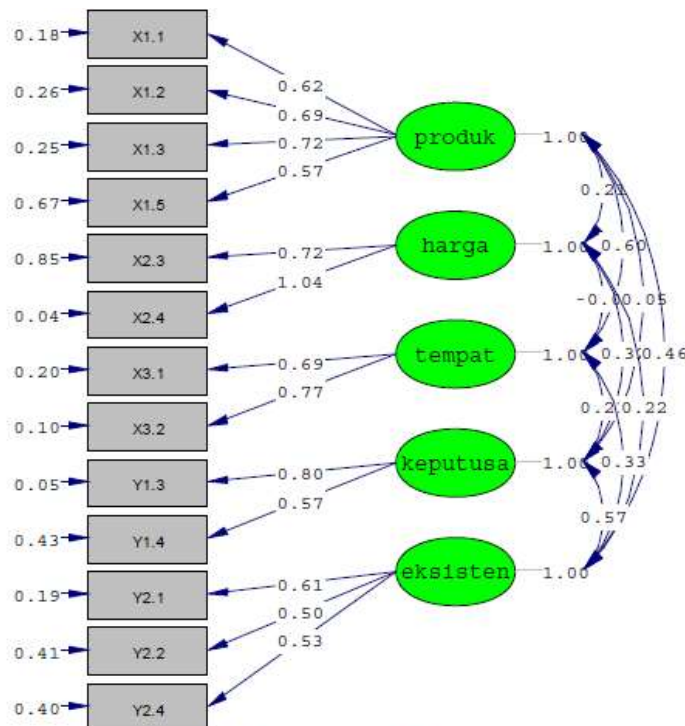 0.18 X1.1
0.62
0.26 X1.2
0.69
produk 1.00
0.25 X1.3
0.72
0.21
0.67 X1.5
0.57
0.85 X2.3
0.72
harga 1.00
0.60
0.04 X2.4
1.04
0.05
0.20 X3.1
0.69
tempat 1.00
0.46
0.10 X3.2
0.77
0.22
0.05 Y1.3
0.80
keputusa 1.00
0.33
0.43 Y1.4
0.57
0.57
0.19 Y2.1
0.61
eksisten 1.00
0.41 Y2.2
0.50
0.40 Y2.4
0.53